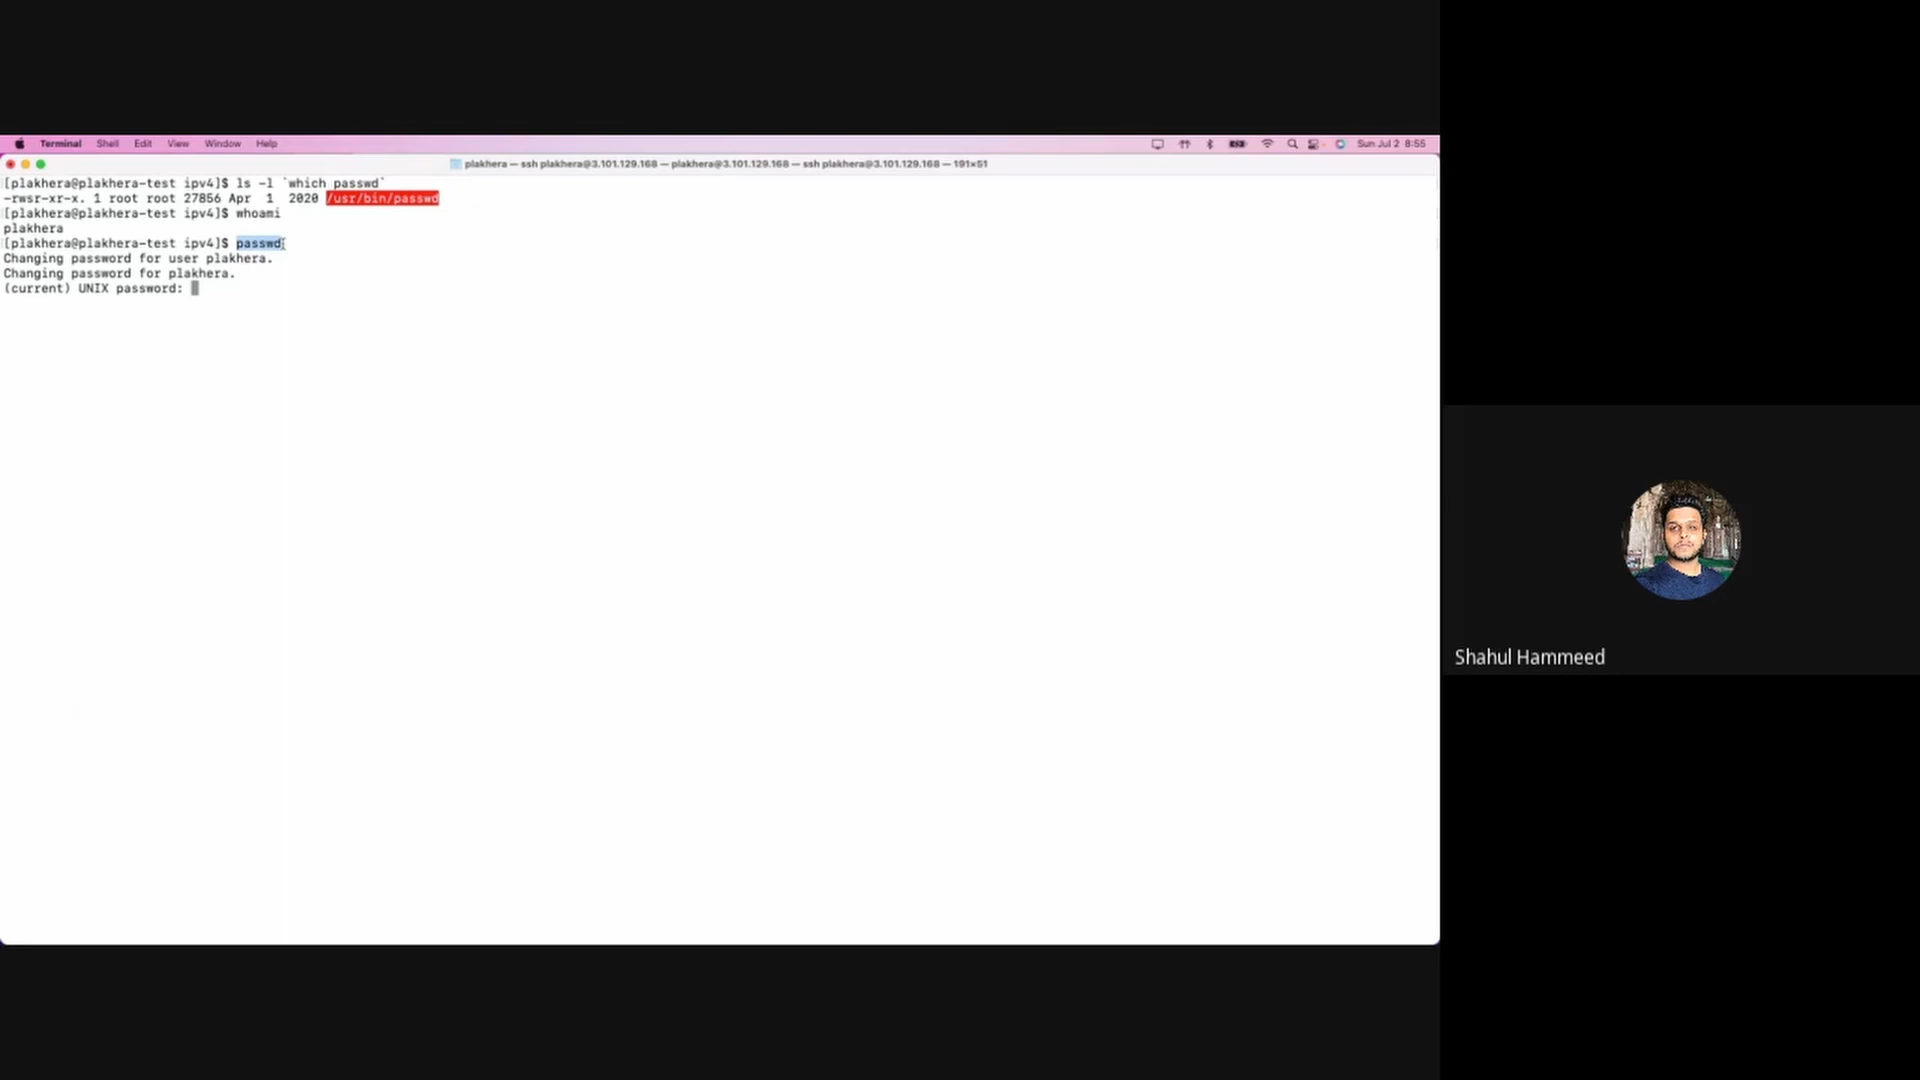 Terminal Shell Edit View Window Help Sun Jul 2 8:55
plakhera — ssh plakhera@3.101.129.168 — plakhera@3.101.129.168 — ssh plakhera@3.101.129.168 — 191×51
[plakhera@plakhera-test ipv4]$ ls -l `which passwd`
-rwsr-xr-x. 1 root root 27856 Apr  1  2020 /usr/bin/passwd
[plakhera@plakhera-test ipv4]$ whoami
plakhera
[plakhera@plakhera-test ipv4]$ passwd
Changing password for user plakhera.
Changing password for plakhera.
(current) UNIX password:
Shahul Hammeed